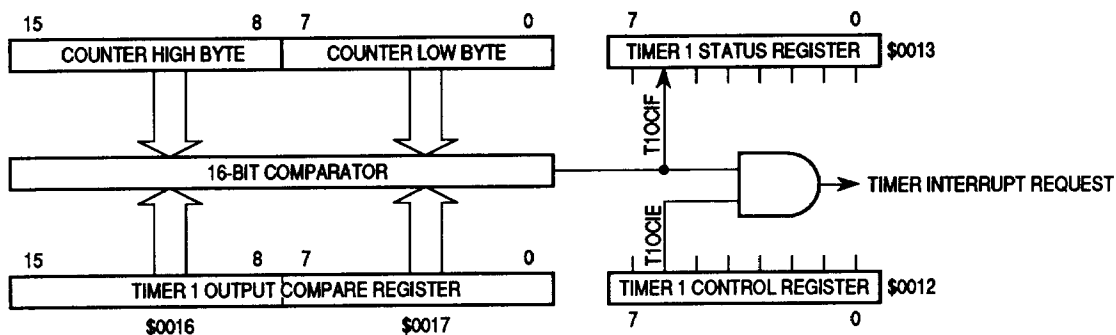 15 8 7 0
COUNTER HIGH BYTE COUNTER LOW BYTE
16-BIT COMPARATOR
15 8 7 0
TIMER 1 OUTPUT COMPARE REGISTER
$0016 $0017
7 0
TIMER 1 STATUS REGISTER $0013
T1OCIF
TIMER INTERRUPT REQUEST
T1OCIE
TIMER 1 CONTROL REGISTER $0012
7 0